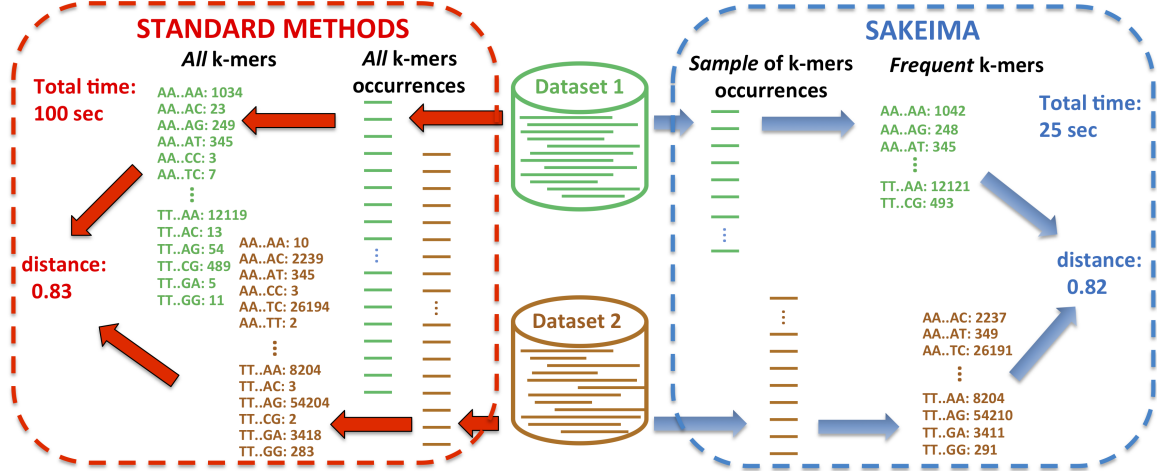 STANDARD METHODS
All k-mers
All k-mers
occurrences
Total time:
100 sec
AA..AA: 1034
AA..AC: 23
AA..AG: 249
AA..AT: 345
AA..CC: 3
AA..TC: 7
TT..AA: 12119
TT..AC: 13
TT..AG: 54
TT..CG: 489
TT..GA: 5
TT..GG: 11
distance:
0.83
AA..AA: 10
AA..AC: 2239
AA..AT: 345
AA..CC: 3
AA..TC: 26194
AA..TT: 2
TT..AA: 8204
TT..AC: 3
TT..AG: 54204
TT..CG: 2
TT..GA: 3418
TT..GG: 283
Dataset 1
Dataset 2
SAKEIMA
Sample of k-mers
occurrences
Frequent k-mers
Total time:
25 sec
AA..AA: 1042
AA..AG: 248
AA..AT: 345
TT..AA: 12121
TT..CG: 493
distance:
0.82
AA..AC: 2237
AA..AT: 349
AA..TC: 26191
TT..AA: 8204
TT..AG: 54210
TT..GA: 3411
TT..GG: 291